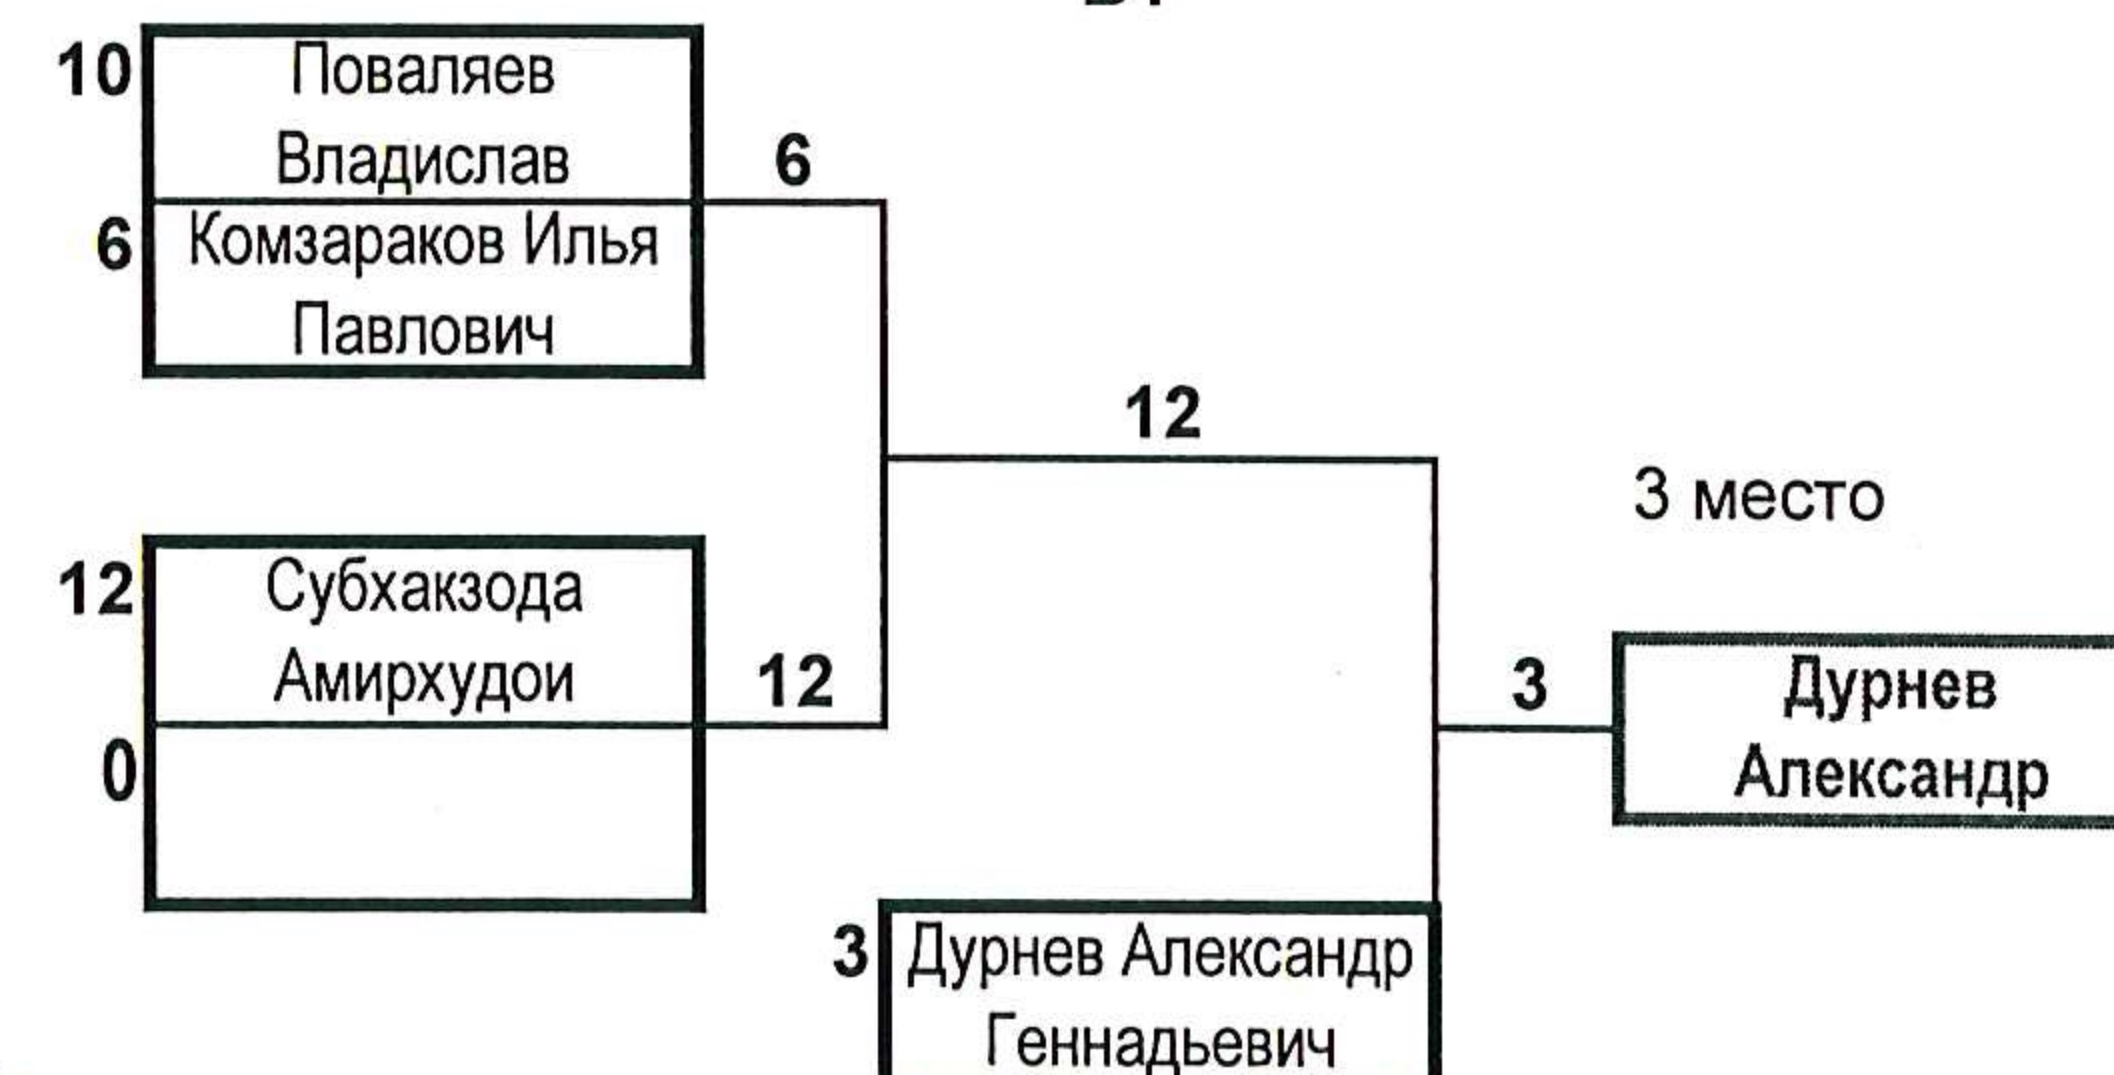 10 Поваляев
Владислав
6
6 Комзараков Илья
Павлович
12
3 место
12 Субхакзода
Амирхудои
12
3
Дурнев
Александр
0
3 Дурнев Александр
Геннадьевич